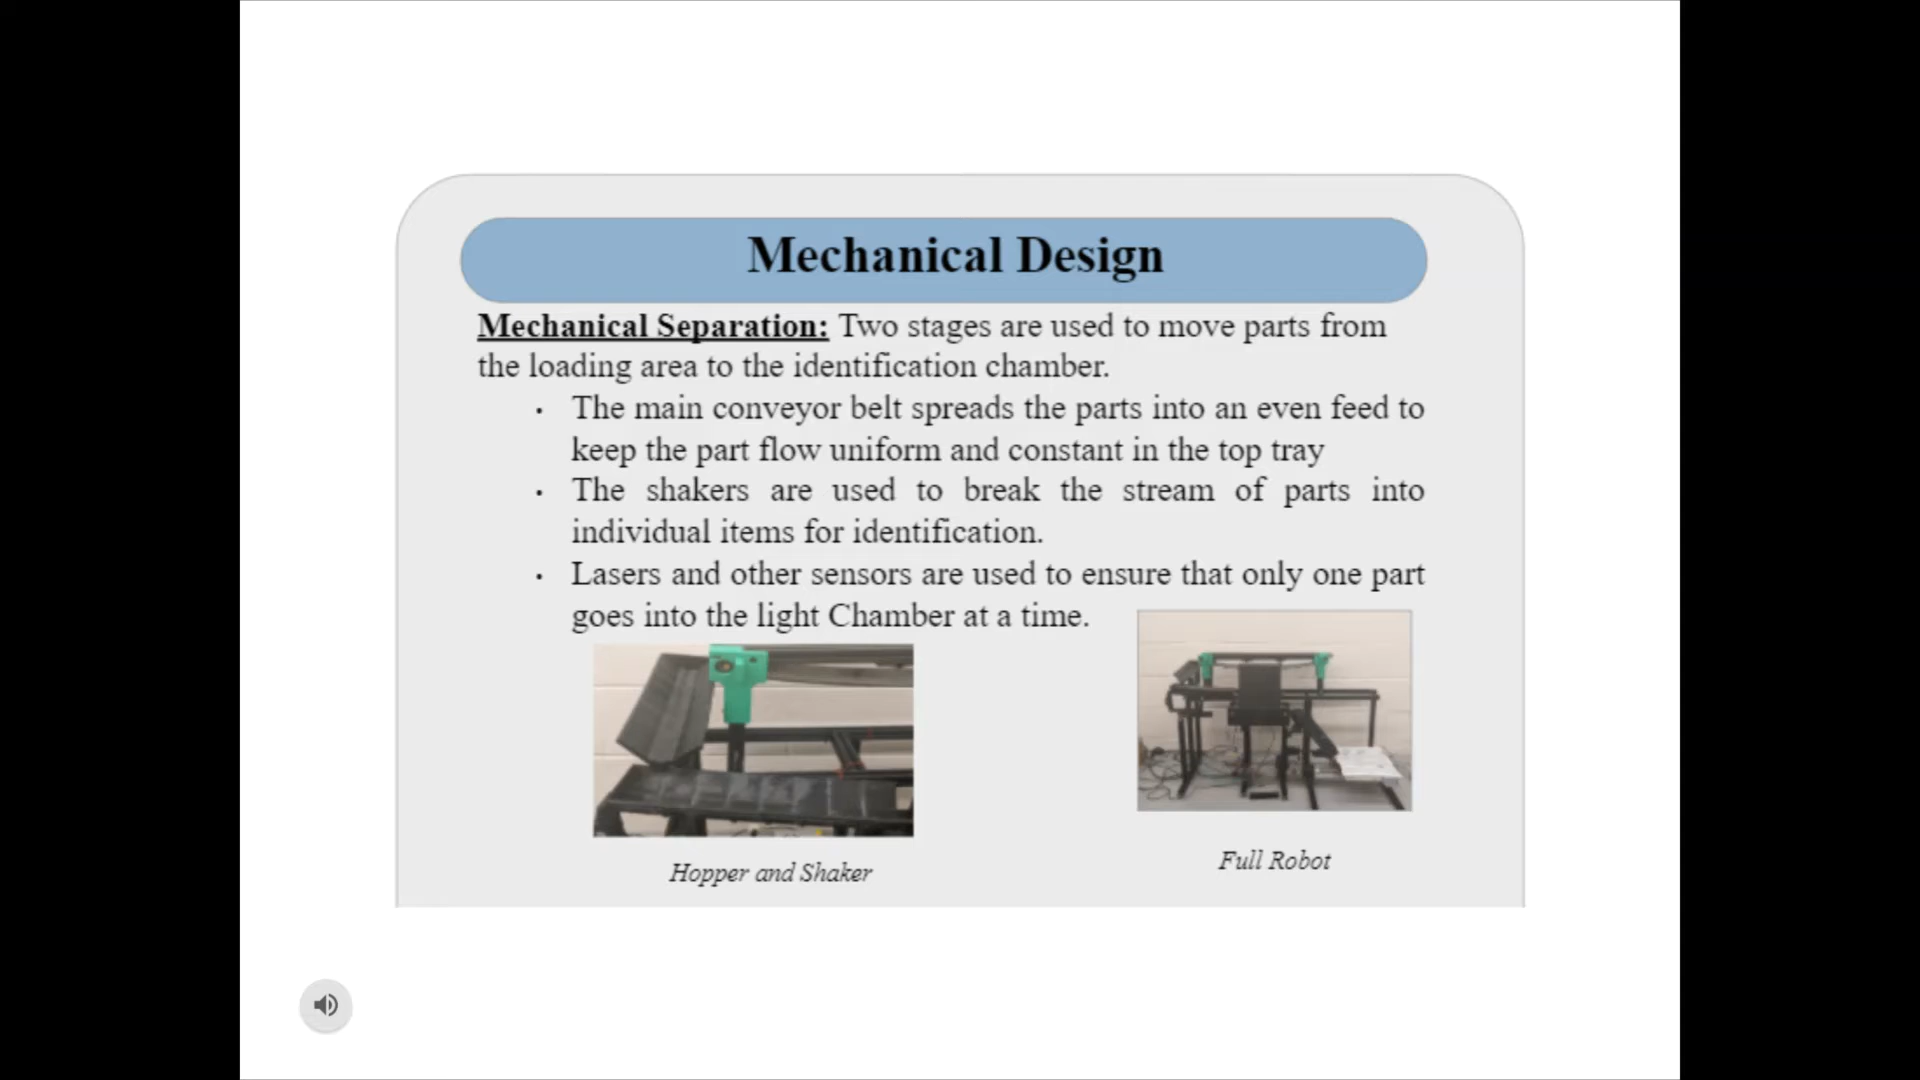 Mechanical Design
Mechanical Separation: Two stages are used to move parts from
the loading area to the identification chamber.
· The main conveyor belt spreads the parts into an even feed to
keep the part flow uniform and constant in the top tray
· The shakers are used to break the stream of parts into
individual items for identification.
· Lasers and other sensors are used to ensure that only one part
goes into the light Chamber at a time.
Hopper and Shaker
Full Robot